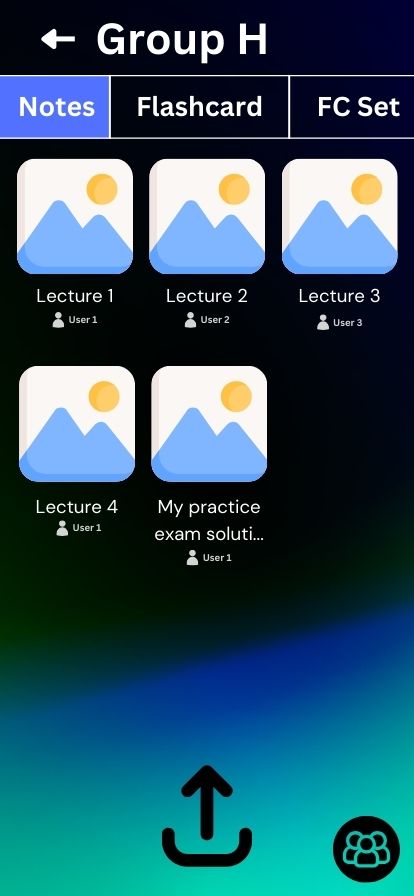 Group H
Notes
Flashcard
FC Set
Lecture 1
User 1
Lecture 2
User 2
Lecture 3
User 3
Lecture 4
User 1
My practice
exam soluti...
User 1